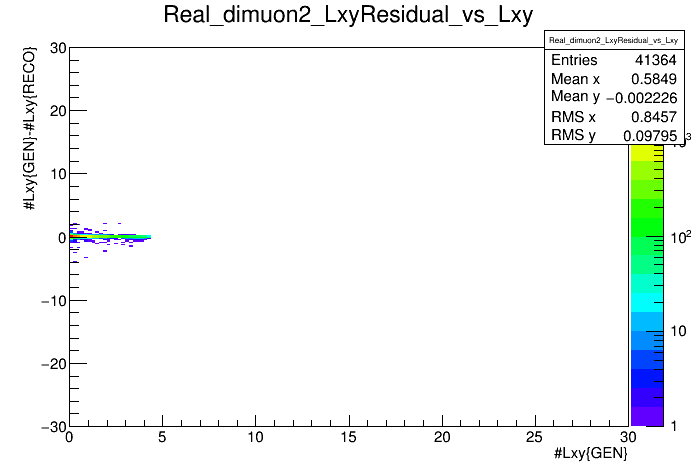 Real_dimuon2_LxyResidual_vs_Lxy
Real_dimuon2_LxyResidual_vs_Lxy
Entries 41364
Mean x 0.5849
Mean y −0.002226
RMS x 0.8457
RMS y 0.09795
#Lxy{GEN}-#Lxy{RECO}
30
20
10
0
−10
−20
−30
0 5 10 15 20 25 30
#Lxy{GEN}
10³
10²
10
1